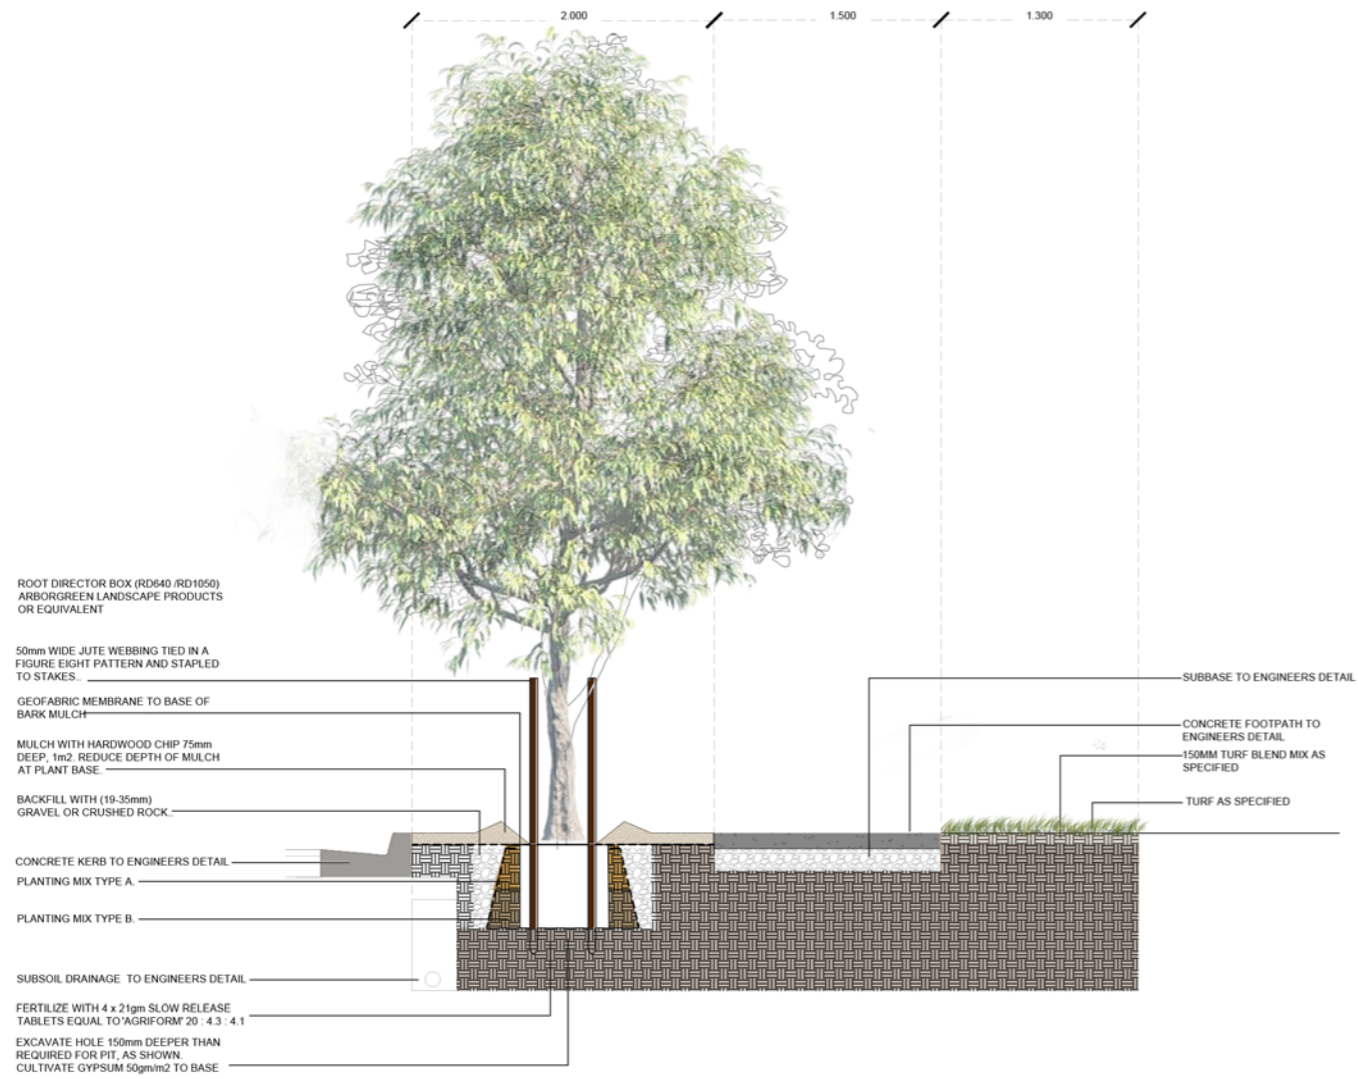 2.000
1.500
1.300
ROOT DIRECTOR BOX (RD640 /RD1050)
ARBORGREEN LANDSCAPE PRODUCTS
OR EQUIVALENT
50mm WIDE JUTE WEBBING TIED IN A
FIGURE EIGHT PATTERN AND STAPLED
TO STAKES..
GEOFABRIC MEMBRANE TO BASE OF
BARK MULCH
MULCH WITH HARDWOOD CHIP 75mm
DEEP, 1m2. REDUCE DEPTH OF MULCH
AT PLANT BASE.
BACKFILL WITH (19-35mm)
GRAVEL OR CRUSHED ROCK..
CONCRETE KERB TO ENGINEERS DETAIL
PLANTING MIX TYPE A.
PLANTING MIX TYPE B.
SUBSOIL DRAINAGE TO ENGINEERS DETAIL
FERTILIZE WITH 4 x 21gm SLOW RELEASE
TABLETS EQUAL TO 'AGRIFORM' 20 : 4.3 : 4.1
EXCAVATE HOLE 150mm DEEPER THAN
REQUIRED FOR PIT, AS SHOWN.
CULTIVATE GYPSUM 50gm/m2 TO BASE
SUBBASE TO ENGINEERS DETAIL
CONCRETE FOOTPATH TO
ENGINEERS DETAIL
150MM TURF BLEND MIX AS
SPECIFIED
TURF AS SPECIFIED